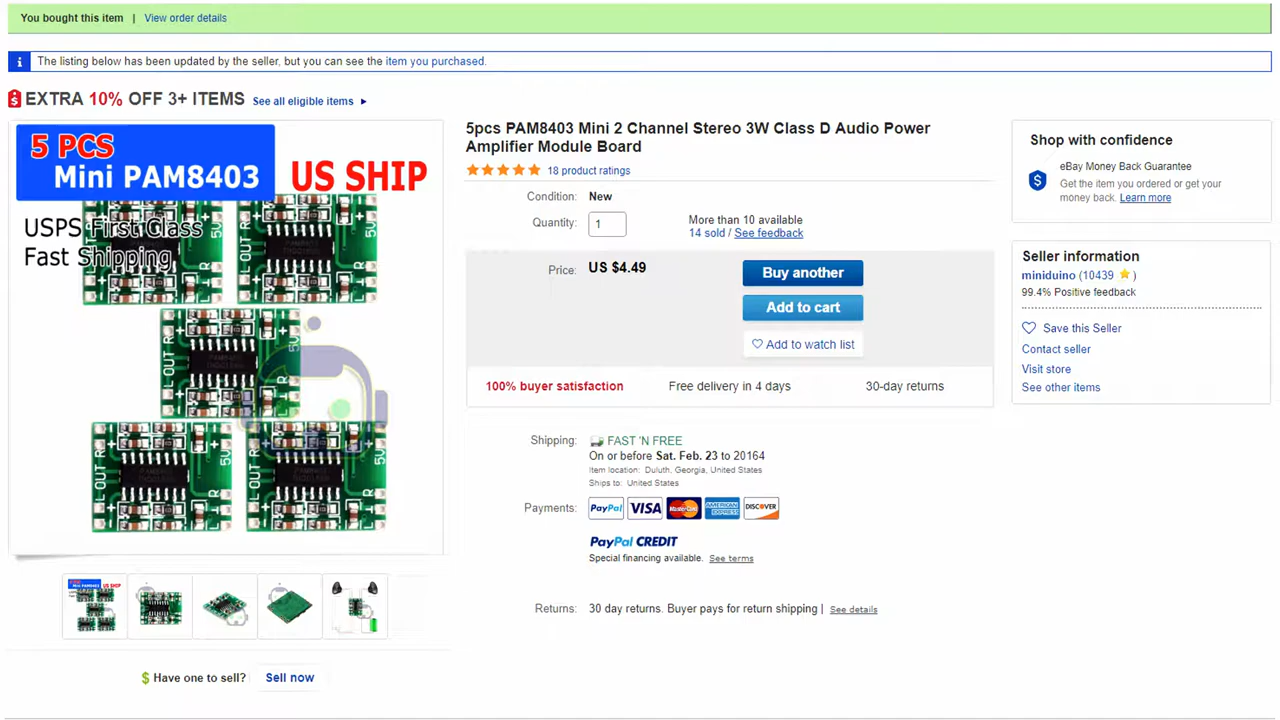 You bought this item | View order details
The listing below has been updated by the seller, but you can see the item you purchased.
EXTRA 10% OFF 3+ ITEMS See all eligible items
5 PCS
Mini PAM8403
US SHIP
USPS First Class
Fast Shipping
5pcs PAM8403 Mini 2 Channel Stereo 3W Class D Audio Power
Amplifier Module Board
18 product ratings
Condition: New
Quantity: 1
More than 10 available
14 sold / See feedback
Price: US $4.49
Buy another
Add to cart
Add to watch list
100% buyer satisfaction
Free delivery in 4 days
30-day returns
Shipping: FAST 'N FREE
On or before Sat. Feb. 23 to 20164
Item location: Duluth, Georgia, United States
Ships to: United States
Payments: PayPal VISA MasterCard AMERICAN EXPRESS DISCOVER
PayPal CREDIT
Special financing available. See terms
Returns: 30 day returns. Buyer pays for return shipping | See details
Shop with confidence
eBay Money Back Guarantee
Get the item you ordered or get your
money back. Learn more
Seller information
miniduino (10439 )
99.4% Positive feedback
Save this Seller
Contact seller
Visit store
See other items
$ Have one to sell? Sell now